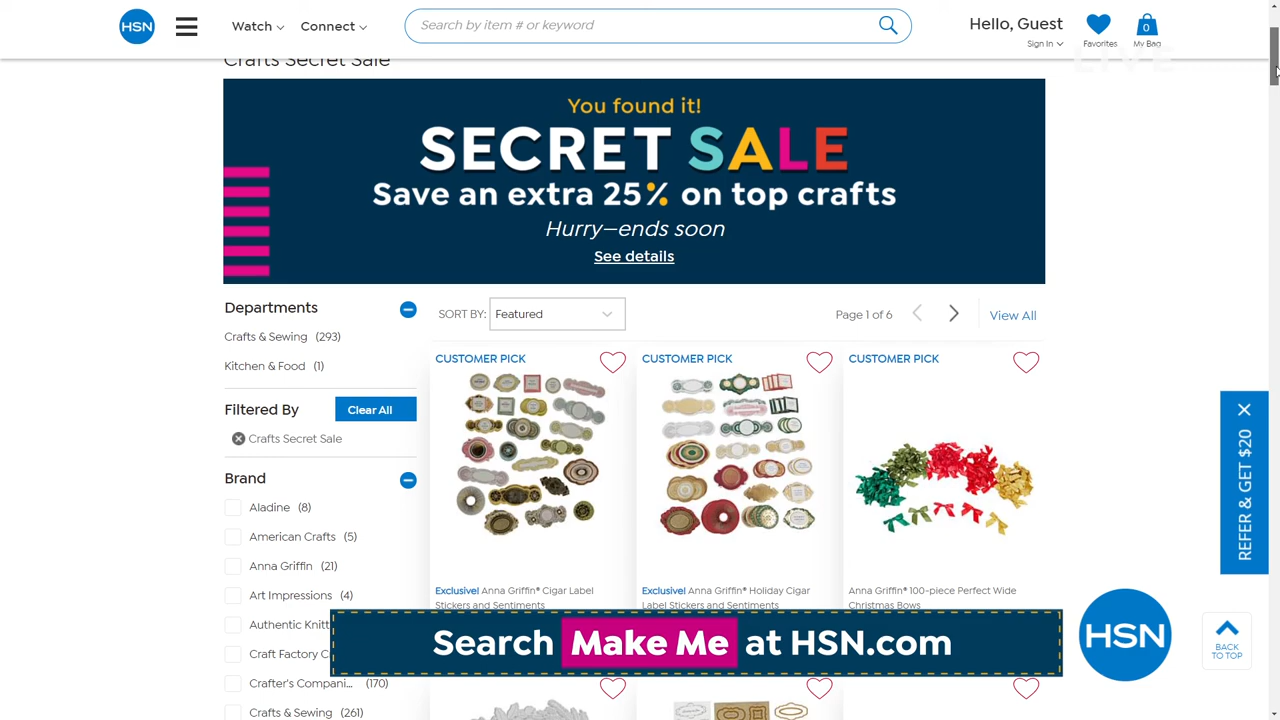 HSN
Watch
Connect
Search by item # or keyword
Hello, Guest
Sign In
Favorites
0
My Bag
LIVE
Crafts Secret Sale
You found it!
SECRET SALE
Save an extra 25% on top crafts
Hurry—ends soon
See details
Departments
Crafts & Sewing (293)
Kitchen & Food (1)
Filtered By
Clear All
Crafts Secret Sale
Brand
Aladine (8)
American Crafts (5)
Anna Griffin (21)
Art Impressions (4)
Authentic Knitt
Craft Factory C
Crafter's Compani... (170)
Crafts & Sewing (261)
SORT BY: Featured
Page 1 of 6
View All
CUSTOMER PICK
CUSTOMER PICK
CUSTOMER PICK
Exclusive! Anna Griffin® Cigar Label
Stickers and Sentiments
Exclusive! Anna Griffin® Holiday Cigar
Label Stickers and Sentiments
Anna Griffin® 100-piece Perfect Wide
Christmas Bows
REFER & GET $20
Search Make Me at HSN.com
HSN
BACK
TO TOP